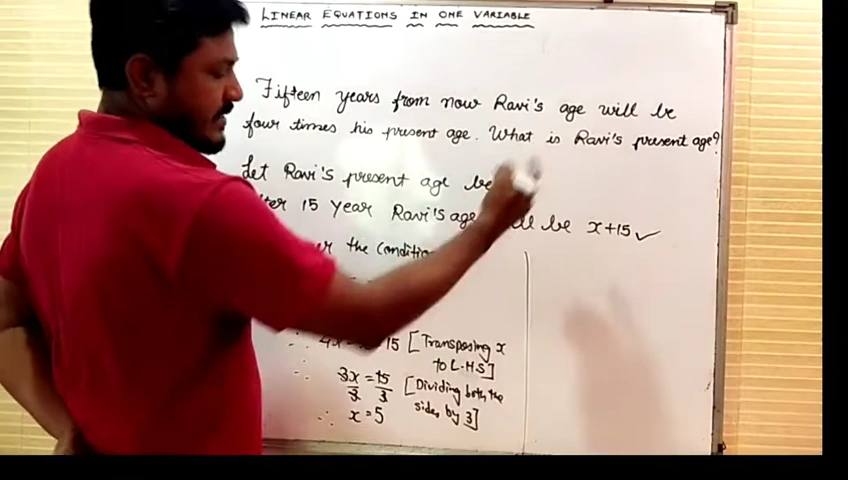 LINEAR EQUATIONS IN ONE VARIABLE
Fifteen years from now Ravi's age will be
four times his present age. What is Ravi's present age?
Let Ravi's present age be
15 year Ravi's age be x+15 ✓
the condition
15 [Transposing x
to L.H.S]
∴ 3x/3 = 15/3 [Dividing both the
sides by 3]
∴ x = 5